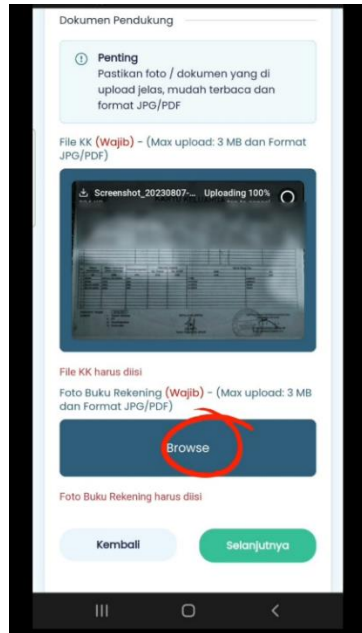 Dokumen Pendukung
Penting
Pastikan foto / dokumen yang di
upload jelas, mudah terbaca dan
format JPG/PDF
File KK (Wajib) - (Max upload: 3 MB dan Format
JPG/PDF)
Screenshot_20230807-... Uploading 100%
File KK harus diisi
Foto Buku Rekening (Wajib) - (Max upload: 3 MB
dan Format JPG/PDF)
Browse
Foto Buku Rekening harus diisi
Kembali
Selanjutnya